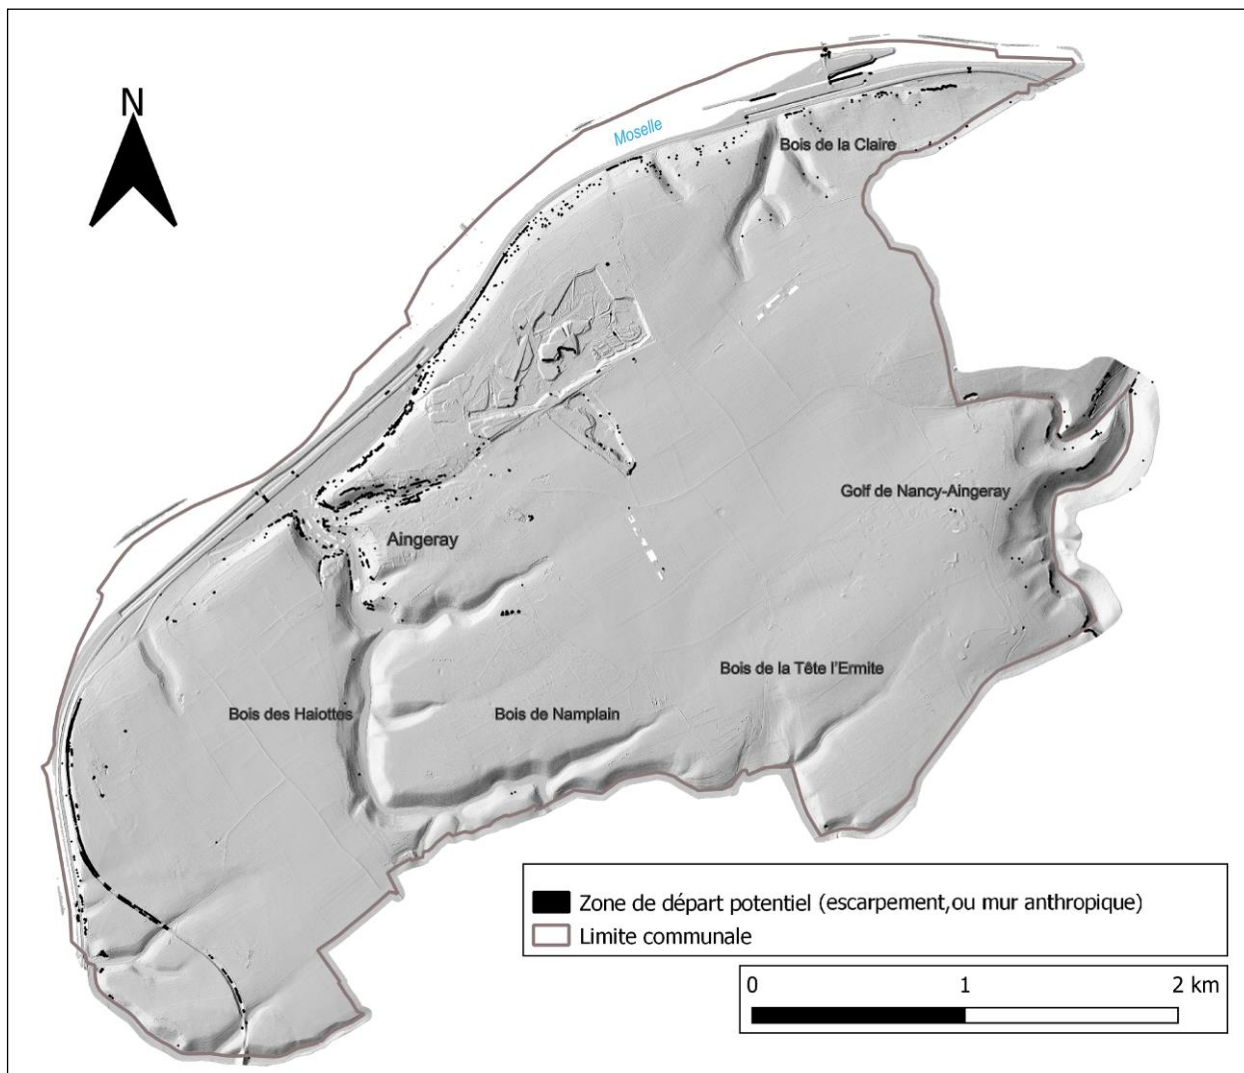 N
Moselle
Bois de la Claire
Golf de Nancy-Aingeray
Aingeray
Bois de la Tête l'Ermite
Bois des Haiottes
Bois de Namplain
Zone de départ potentiel (escarpement,ou mur anthropique)
Limite communale
0 1 2 km